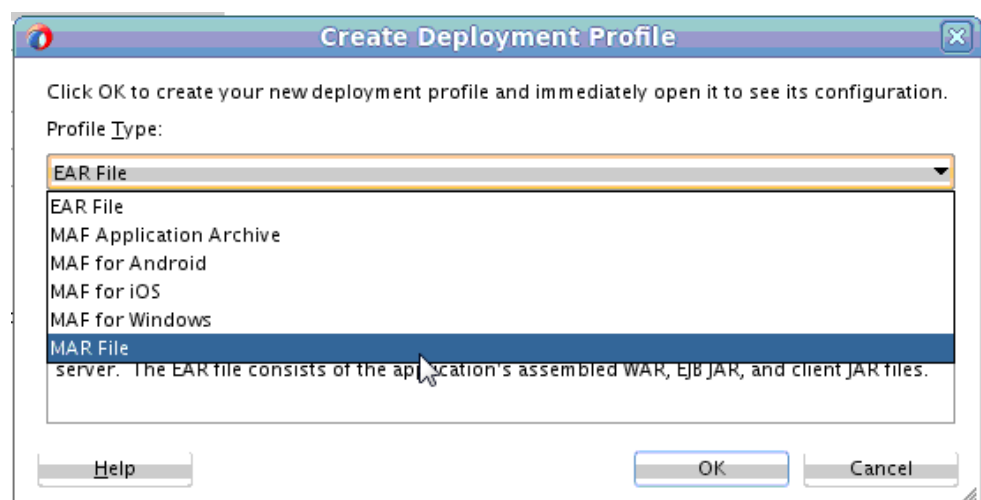 Create Deployment Profile
Click OK to create your new deployment profile and immediately open it to see its configuration.
Profile Type:
EAR File
EAR File
MAF Application Archive
MAF for Android
MAF for iOS
MAF for Windows
MAR File
server. The EAR file consists of the application's assembled WAR, EJB JAR, and client JAR files.
Help
OK
Cancel